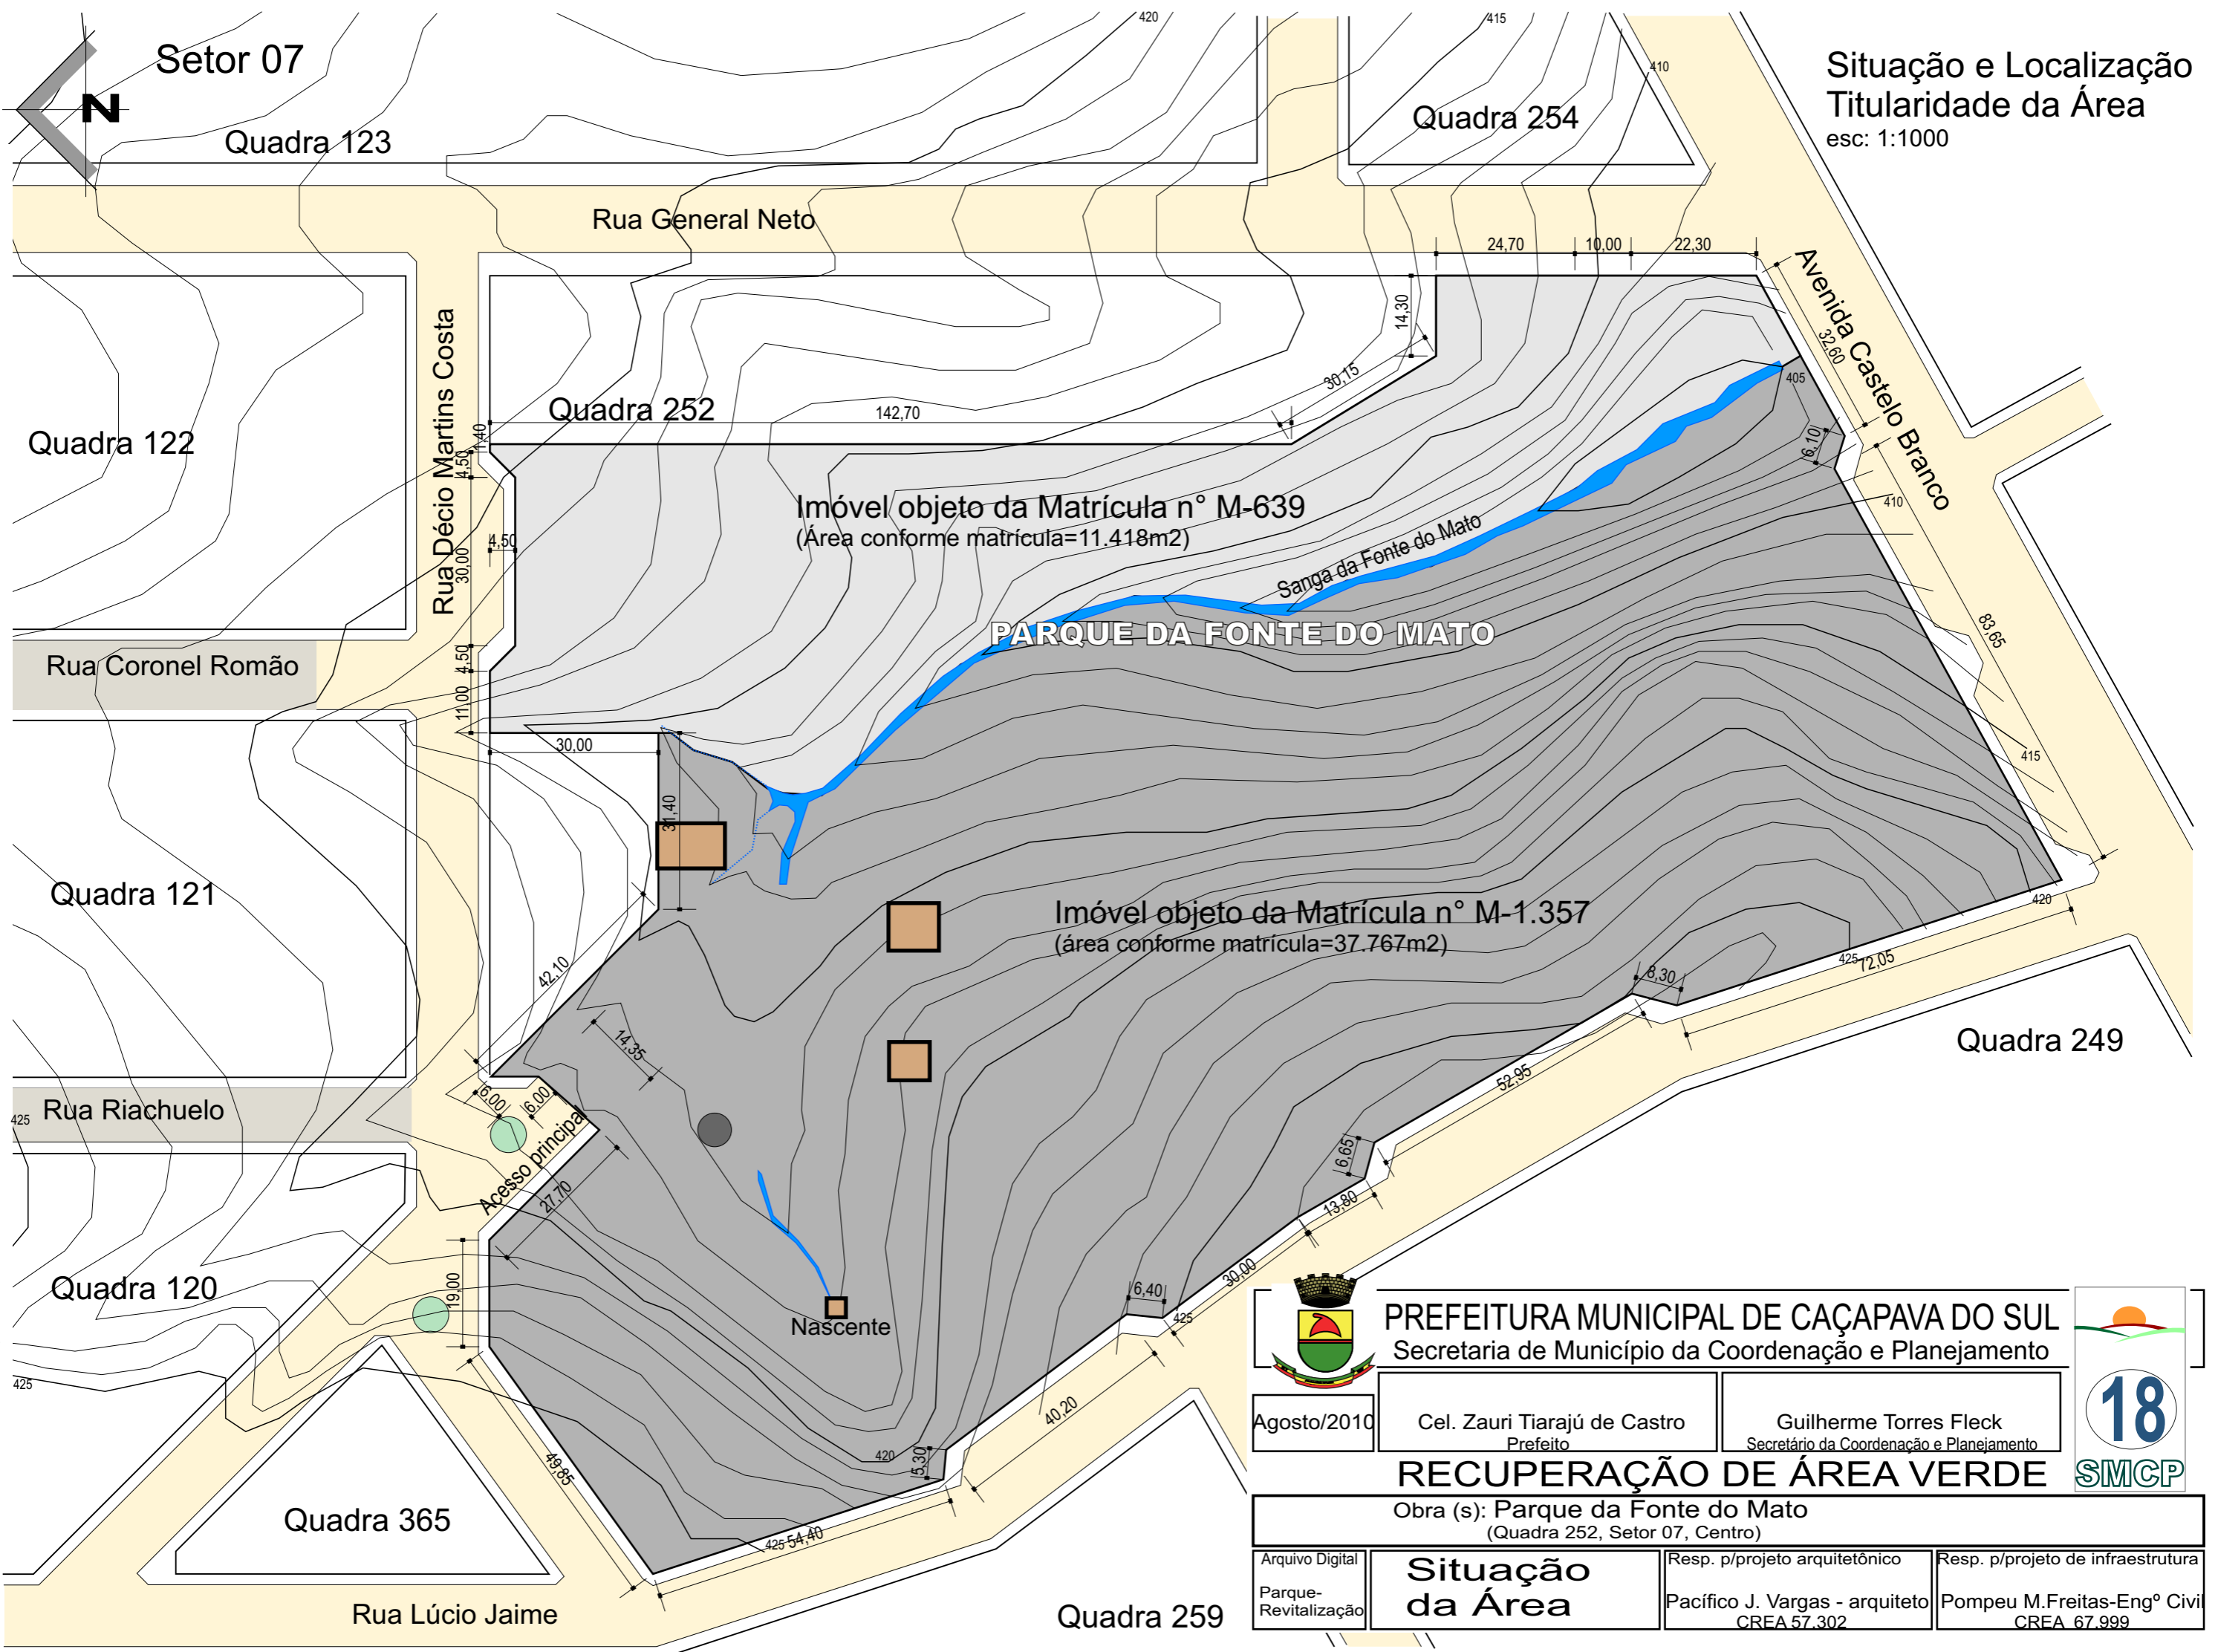 420
415
410
Setor 07
N
Situação e Localização
Titularidade da Área
esc: 1:1000
Quadra 123
Quadra 254
Rua General Neto
24,70
10,00
22,30
Avenida Castelo Branco
32,60
14,30
30,15
405
Rua Décio Martins Costa
Quadra 252
142,70
Quadra 122
1,40
4,50
6,10
410
Imóvel objeto da Matrícula n° M-639
(Área conforme matrícula=11.418m2)
4,50
30,00
Sanga da Fonte do Mato
PARQUE DA FONTE DO MATO
83,65
4,50
Rua Coronel Romão
11,00
30,00
415
31,40
Quadra 121
Imóvel objeto da Matrícula n° M-1.357
(área conforme matrícula=37.767m2)
420
42,10
425
72,05
8,30
14,35
Quadra 249
52,95
6,00
6,00
Rua Riachuelo
425
Acesso principal
27,70
6,65
13,80
Quadra 120
19,00
30,00
6,40
425
Nascente
425
40,20
420
5,30
49,85
Quadra 365
425
54,40
Rua Lúcio Jaime
Quadra 259
PREFEITURA MUNICIPAL DE CAÇAPAVA DO SUL
Secretaria de Município da Coordenação e Planejamento
18
SMCP
Agosto/2010
Cel. Zauri Tiarajú de Castro
Prefeito
Guilherme Torres Fleck
Secretário da Coordenação e Planejamento
RECUPERAÇÃO DE ÁREA VERDE
Obra (s): Parque da Fonte do Mato
(Quadra 252, Setor 07, Centro)
Arquivo Digital
Parque-
Revitalização
Situação
da Área
Resp. p/projeto arquitetônico
Pacífico J. Vargas - arquiteto
CREA 57.302
Resp. p/projeto de infraestrutura
Pompeu M.Freitas-Engº Civil
CREA 67.999